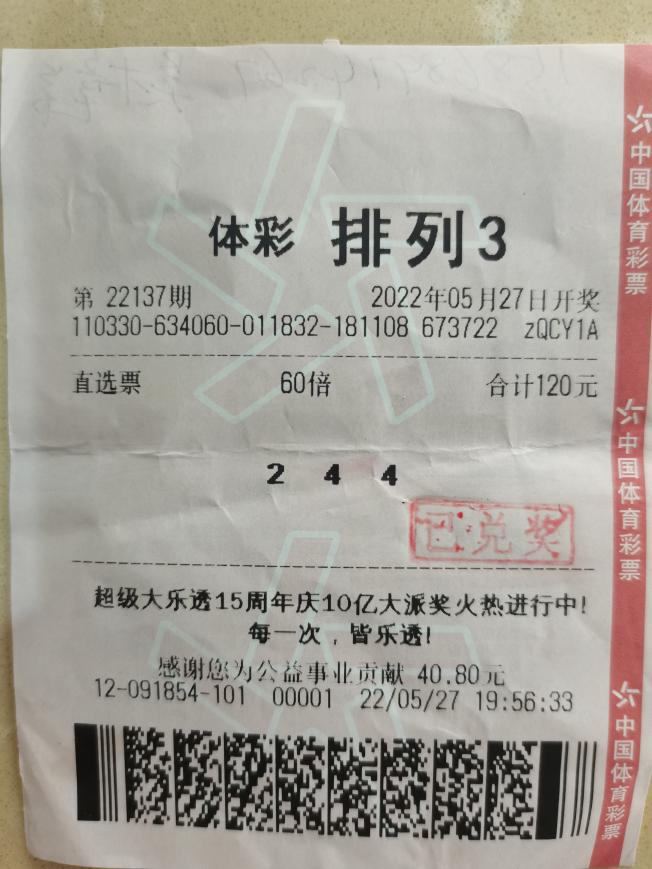 体彩 排列3
第 22137期 2022年05月27日开奖
110330-634060-011832-181108 673722 zQCY1A
直选票 60倍 合计120元
2 4 4
已兑奖
超级大乐透15周年庆10亿大派奖火热进行中!
每一次，皆乐透!
感谢您为公益事业贡献 40.80元
12-091854-101 00001 22/05/27 19:56:33
中国体育彩票
中国体育彩票
中国体育彩票